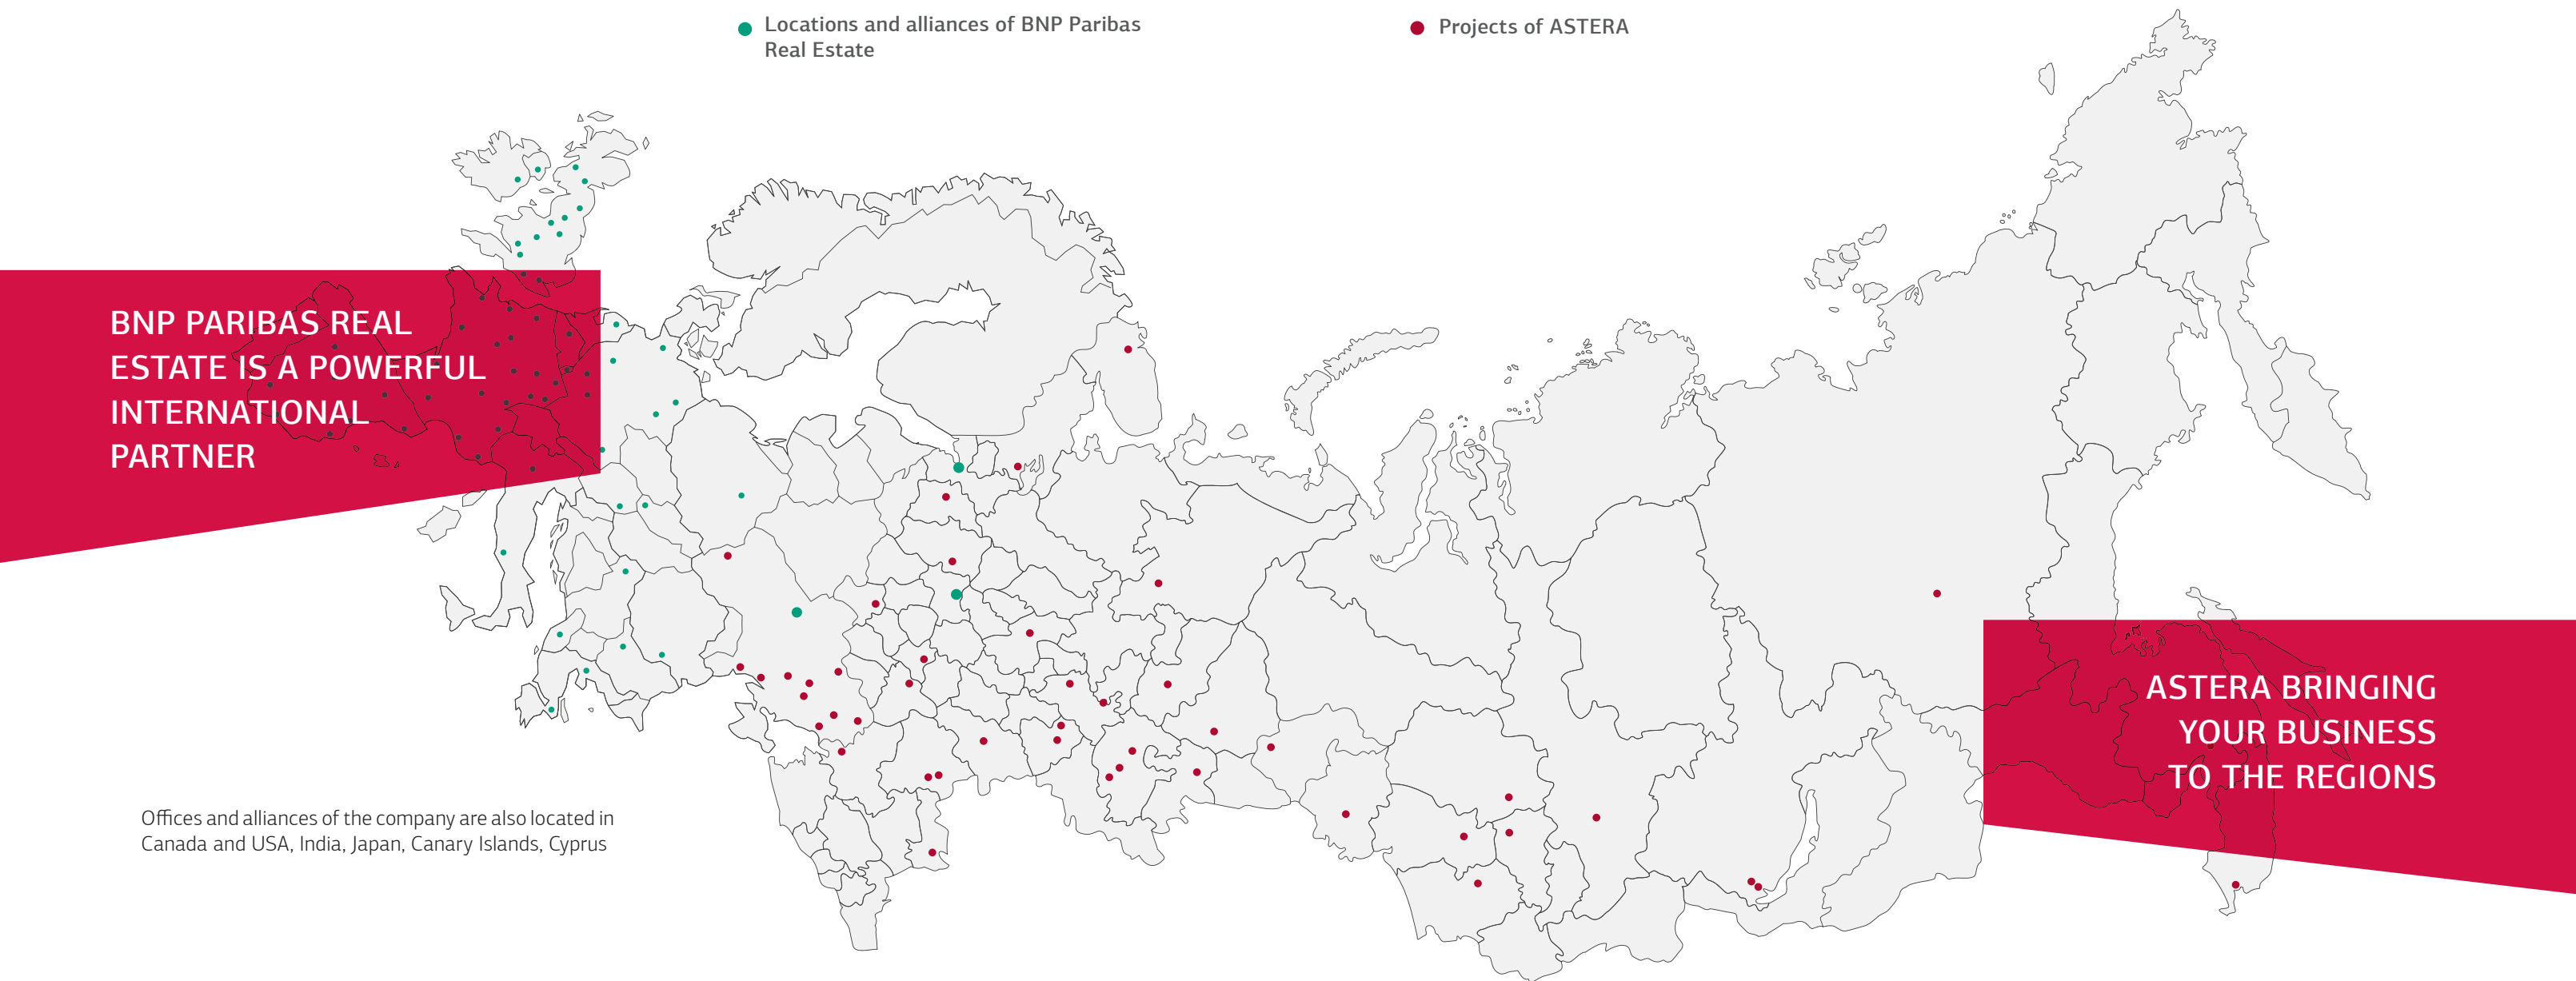 Locations and alliances of BNP Paribas
Real Estate
Projects of ASTERA
BNP PARIBAS REAL
ESTATE IS A POWERFUL
INTERNATIONAL
PARTNER
ASTERA BRINGING
YOUR BUSINESS
TO THE REGIONS
Offices and alliances of the company are also located in
Canada and USA, India, Japan, Canary Islands, Cyprus